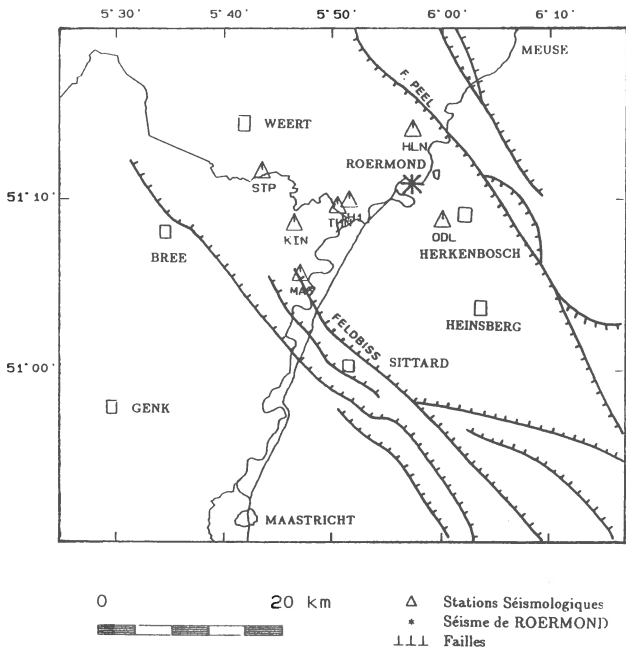 5°30' 5°40' 5°50' 6°00' 6°10'
MEUSE
F. PEEL
WEERT
HLN
ROERMOND
STP
51°10'
KIN
ODL
BREE
HERKENBOSCH
HEINSBERG
FELDBISS
SITTARD
51°00'
GENK
MAASTRICHT
0 20 km
Stations Séismologiques
* Séisme de ROERMOND
Failles